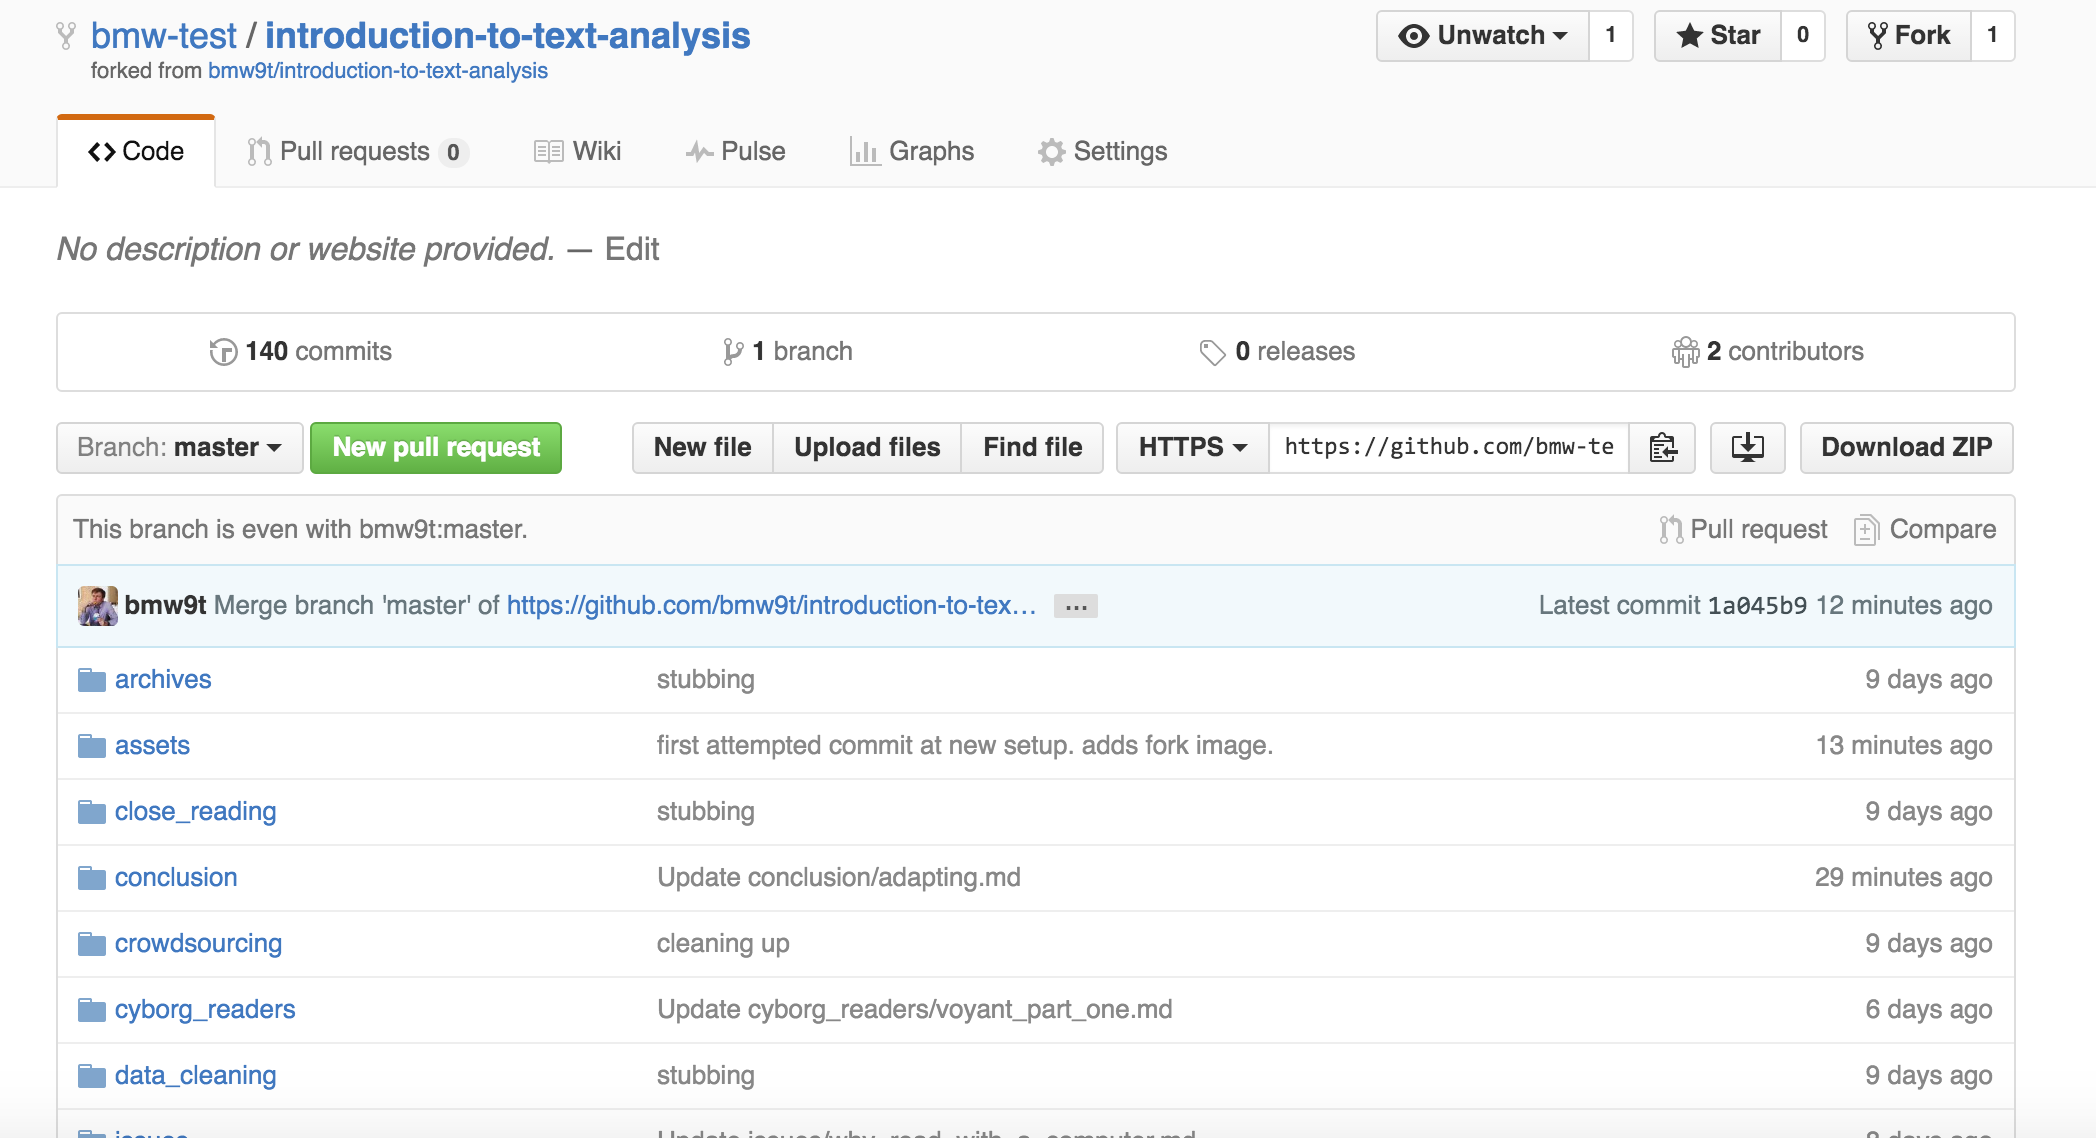 bmw-test / introduction-to-text-analysis
Unwatch 1 Star 0 Fork 1
forked from bmw9t/introduction-to-text-analysis
Code Pull requests 0 Wiki Pulse Graphs Settings
No description or website provided. — Edit
140 commits 1 branch 0 releases 2 contributors
Branch: master New pull request New file Upload files Find file HTTPS https://github.com/bmw-te Download ZIP
This branch is even with bmw9t:master. Pull request Compare
bmw9t Merge branch 'master' of https://github.com/bmw9t/introduction-to-tex… … Latest commit 1a045b9 12 minutes ago
archives stubbing 9 days ago
assets first attempted commit at new setup. adds fork image. 13 minutes ago
close_reading stubbing 9 days ago
conclusion Update conclusion/adapting.md 29 minutes ago
crowdsourcing cleaning up 9 days ago
cyborg_readers Update cyborg_readers/voyant_part_one.md 6 days ago
data_cleaning stubbing 9 days ago
issues Update issues/why_read_with_a_computer.md days ago